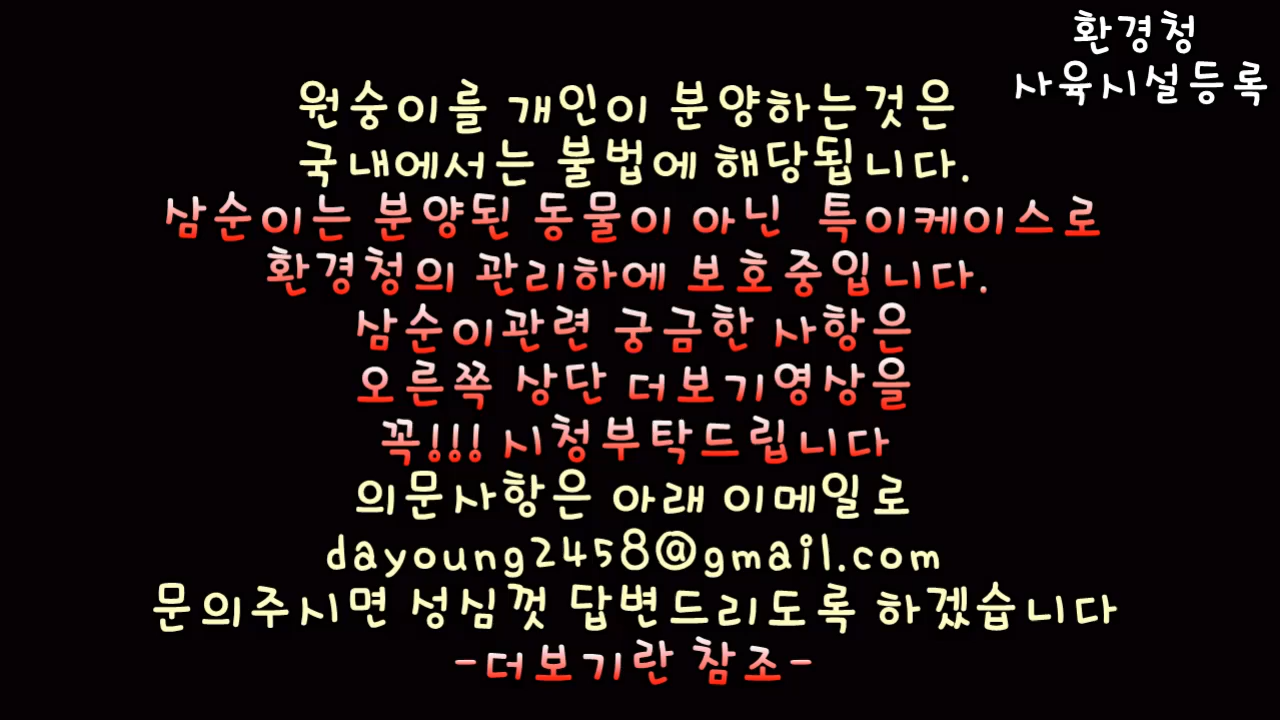 환경청
사육시설등록
원숭이를 개인이 분양하는것은
국내에서는 불법에 해당됩니다.
삼순이는 분양된 동물이 아닌 특이케이스로
환경청의 관리하에 보호중입니다.
삼순이관련 궁금한 사항은
오른쪽 상단 더보기영상을
꼭!!! 시청부탁드립니다
의문사항은 아래 이메일로
dayoung2458@gmail.com
문의주시면 성심껏 답변드리도록 하겠습니다
-더보기란 참조-